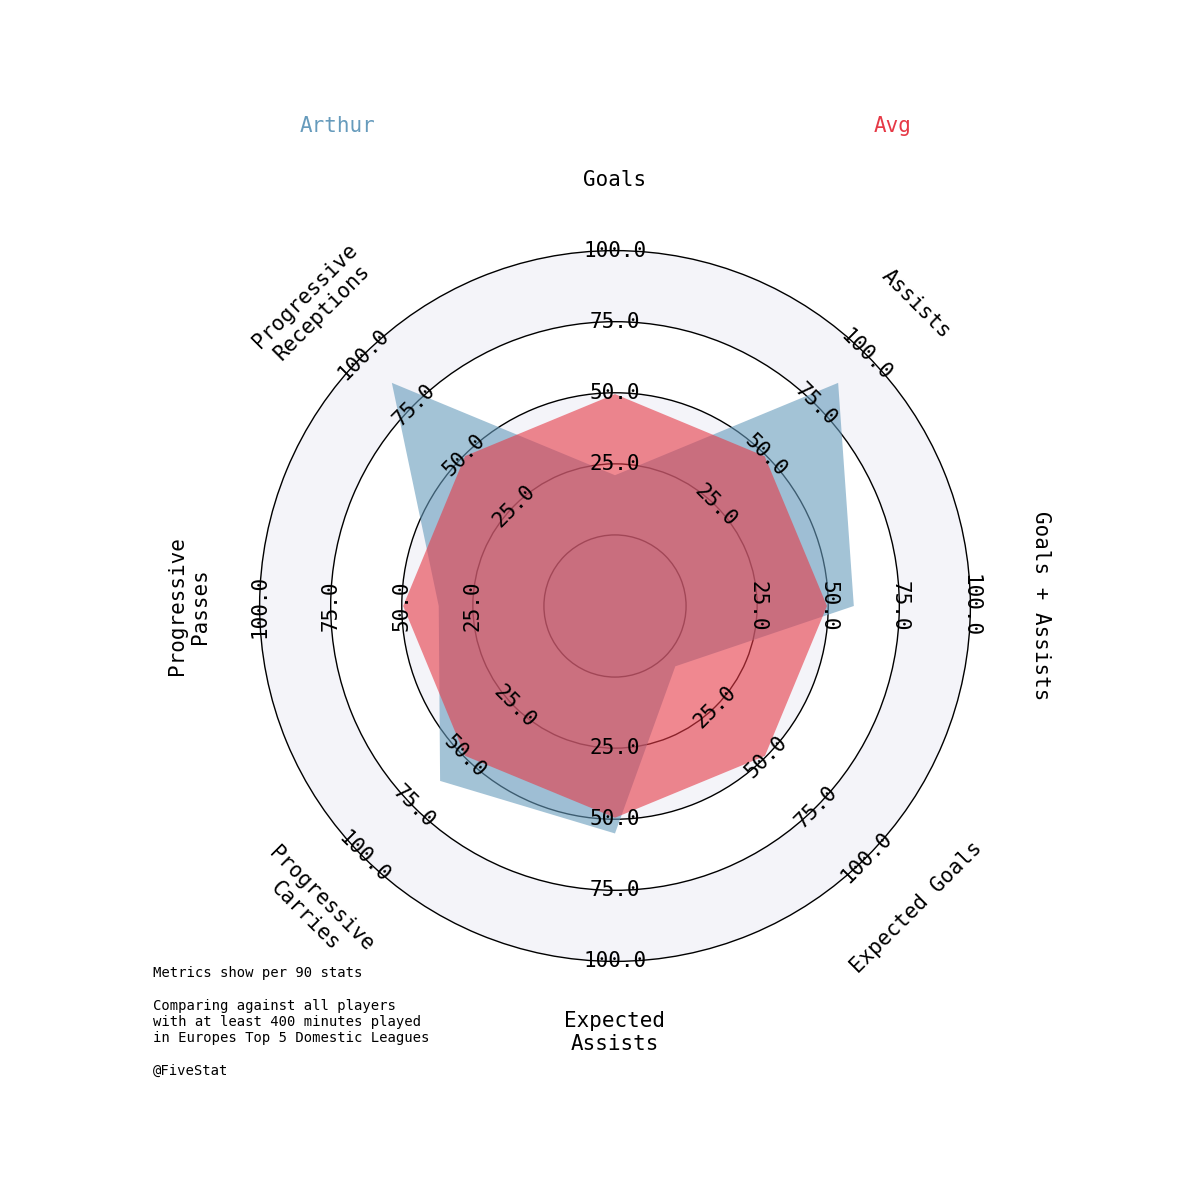 Arthur
Avg
Goals
Assists
Goals + Assists
Expected Goals
Expected
Assists
Progressive
Carries
Progressive
Passes
Progressive
Receptions
25.0
50.0
75.0
100.0
25.0
50.0
75.0
100.0
25.0
50.0
75.0
100.0
25.0
50.0
75.0
100.0
25.0
50.0
75.0
100.0
25.0
50.0
75.0
100.0
25.0
50.0
75.0
100.0
25.0
50.0
75.0
100.0
Metrics show per 90 stats
Comparing against all players
with at least 400 minutes played
in Europes Top 5 Domestic Leagues
@FiveStat